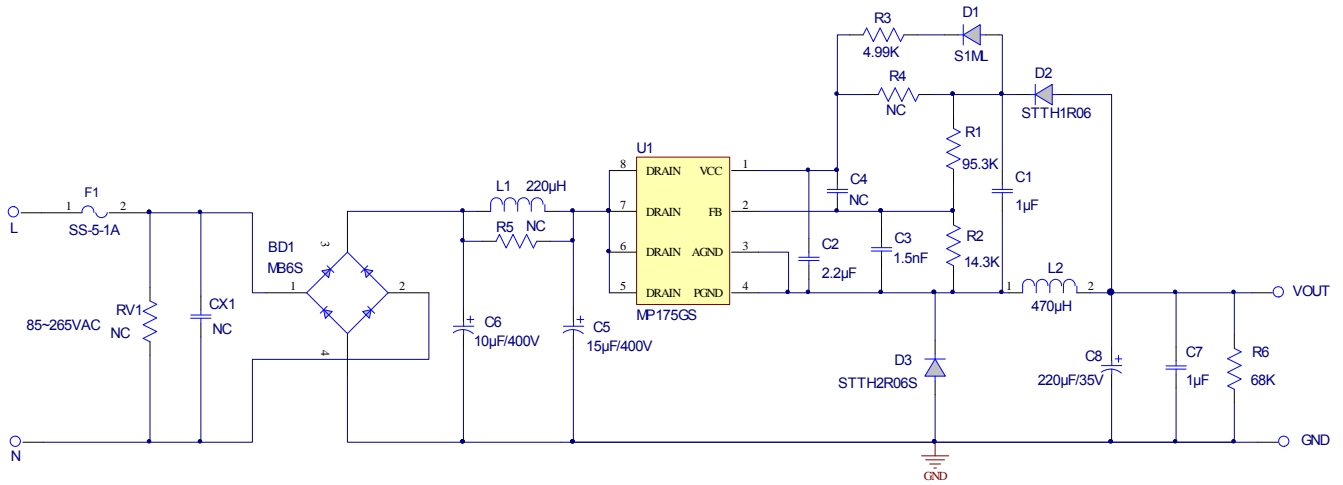 R3
4.99K
D1
S1ML
R4
NC
D2
STTH1R06
R1
95.3K
C1
1µF
U1
8 DRAIN VCC 1
7 DRAIN FB 2
6 DRAIN AGND 3
5 DRAIN PGND 4
MP175GS
C4
NC
C2
2.2µF
C3
1.5nF
R2
14.3K
L1 220µH
R5 NC
L
1 F1 2
SS-5-1A
BD1
MB6S
3
1
2
4
RV1
NC
CX1
NC
85~265VAC
C6
10µF/400V
C5
15µF/400V
D3
STTH2R06S
L2
1 2
470µH
VOUT
C8
220µF/35V
C7
1µF
R6
68K
N
GND
GND